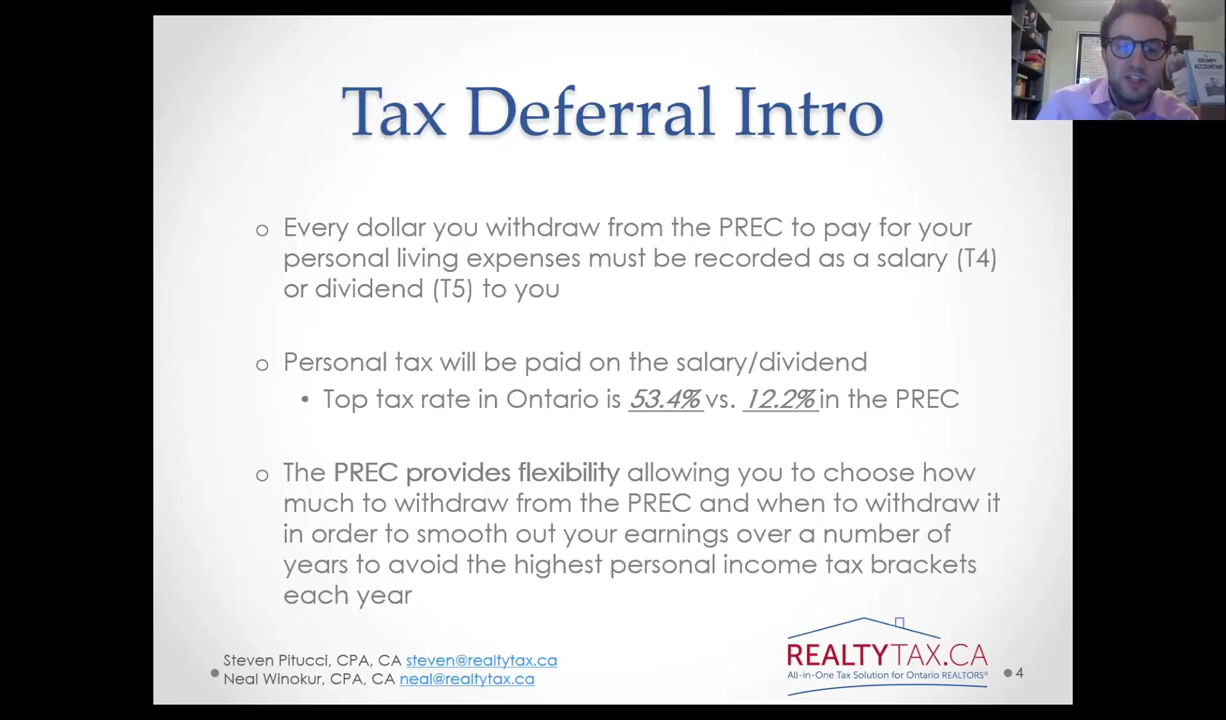 Tax Deferral Intro
GRUMPY
ACCOUNTANT
o Every dollar you withdraw from the PREC to pay for your
personal living expenses must be recorded as a salary (T4)
or dividend (T5) to you
o Personal tax will be paid on the salary/dividend
• Top tax rate in Ontario is 53.4% vs. 12.2% in the PREC
o The PREC provides flexibility allowing you to choose how
much to withdraw from the PREC and when to withdraw it
in order to smooth out your earnings over a number of
years to avoid the highest personal income tax brackets
each year
Steven Pitucci, CPA, CA steven@realtytax.ca
• Neal Winokur, CPA, CA neal@realtytax.ca
REALTYTAX.CA
All-in-One Tax Solution for Ontario REALTORS®
• 4